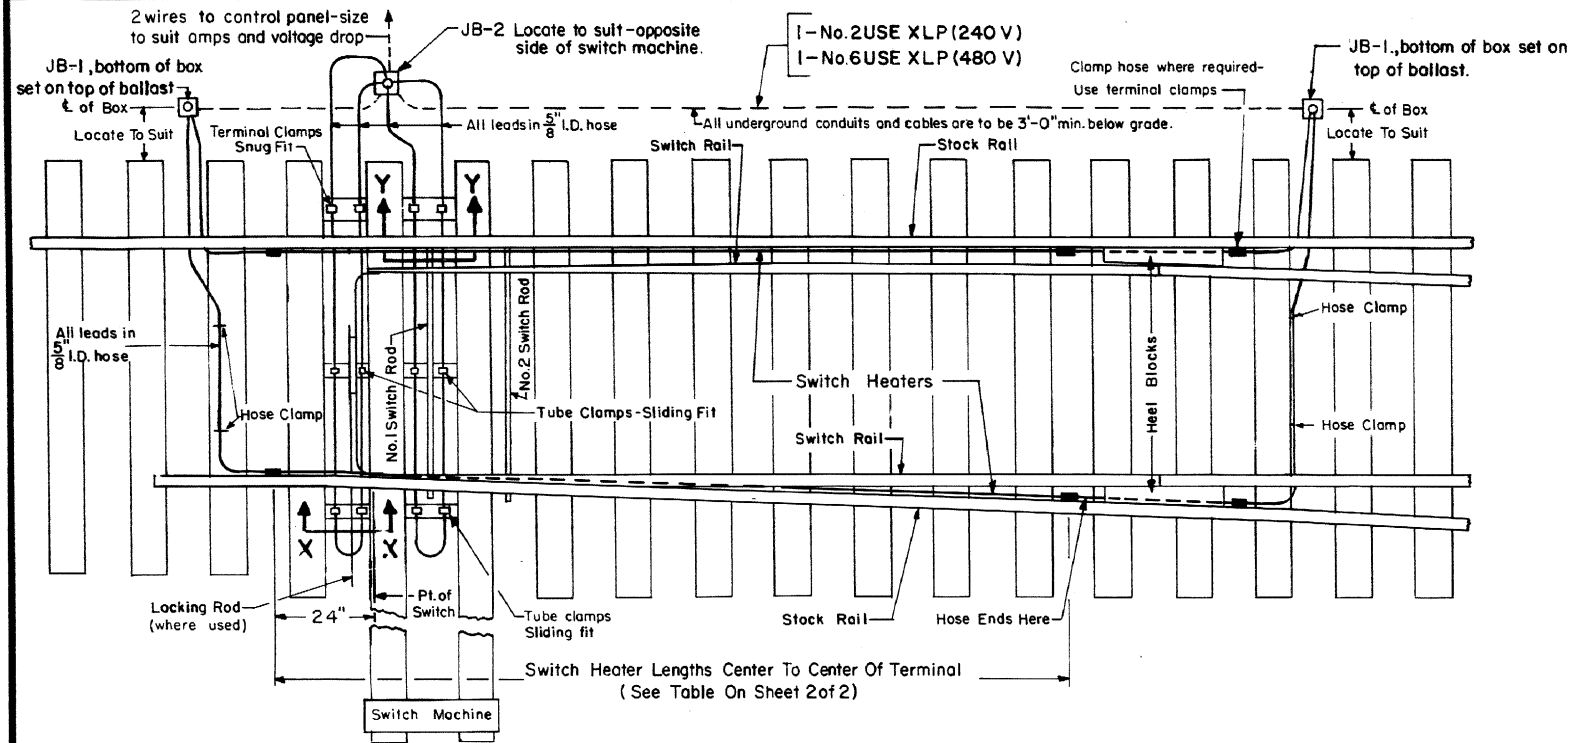 2 wires to control panel-size
to suit amps and voltage drop
JB-2 Locate to suit-opposite
side of switch machine.
1-No.2USE XLP(240 V)
1-No.6USE XLP(480 V)
JB-1.,bottom of box set on
top of ballast.
JB-1,bottom of box
set on top of ballast
℄ of Box
Locate To Suit
Clamp hose where required-
Use terminal clamps
℄ of Box
Locate To Suit
Terminal Clamps
Snug Fit
All leads in 5/8" I.D. hose
All underground conduits and cables are to be 3'-0"min. below grade.
Switch Rail
Stock Rail
Y
Y
All leads in
5/8" I.D. hose
No.1 Switch Rod
No.2 Switch Rod
Hose Clamp
Heel Blocks
Switch Heaters
Hose Clamp
Tube Clamps-Sliding Fit
Hose Clamp
Switch Rail
X
X
Locking Rod
(where used)
24"
Pt.of
Switch
Tube clamps
Sliding fit
Stock Rail
Hose Ends Here
Switch Heater Lengths Center To Center Of Terminal
(See Table On Sheet 2of 2)
Switch Machine